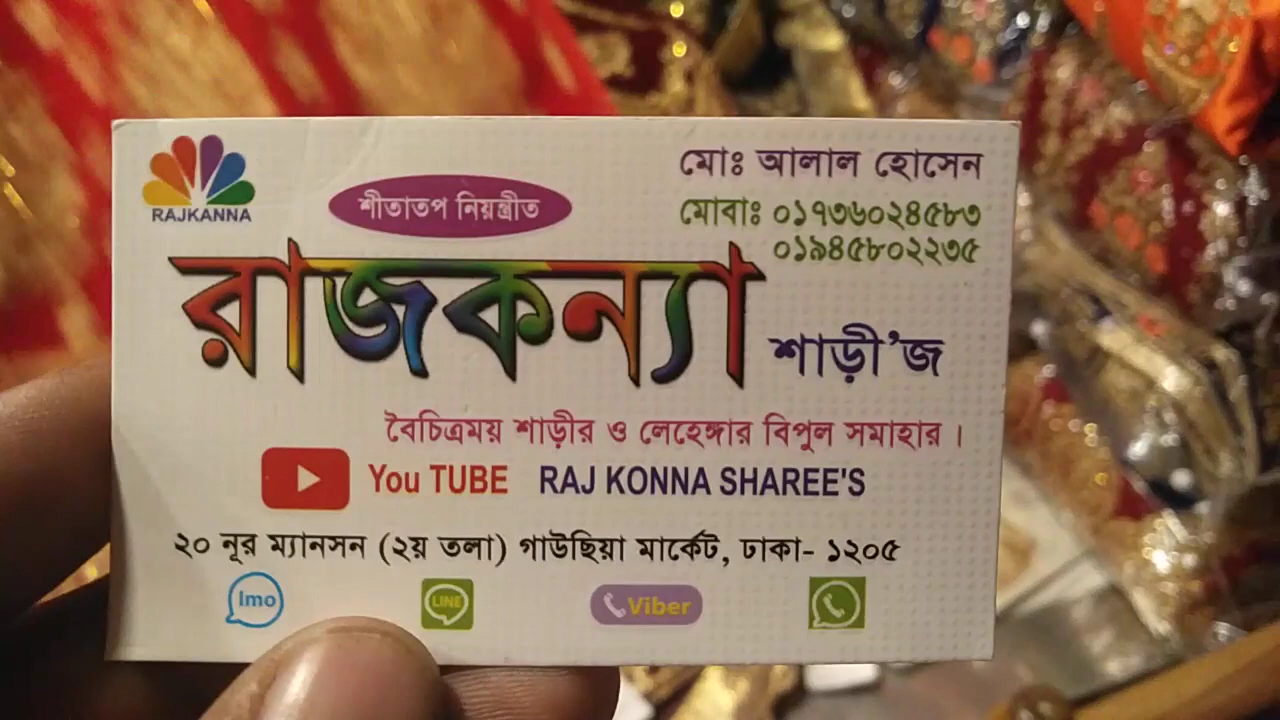 RAJKANNA
শীতাতপ নিয়ন্ত্রীত
মোঃ আলাল হোসেন
মোবাঃ ০১৭৩৬০২৪৫৮৩
০১৯৪৫৮০২২৩৫
রাজকন্যা শাড়ী'জ
বৈচিত্রময় শাড়ীর ও লেহেঙ্গার বিপুল সমাহার।
You TUBE RAJ KONNA SHAREE'S
২০ নূর ম্যানসন (২য় তলা) গাউছিয়া মার্কেট, ঢাকা- ১২০৫
Imo LINE Viber